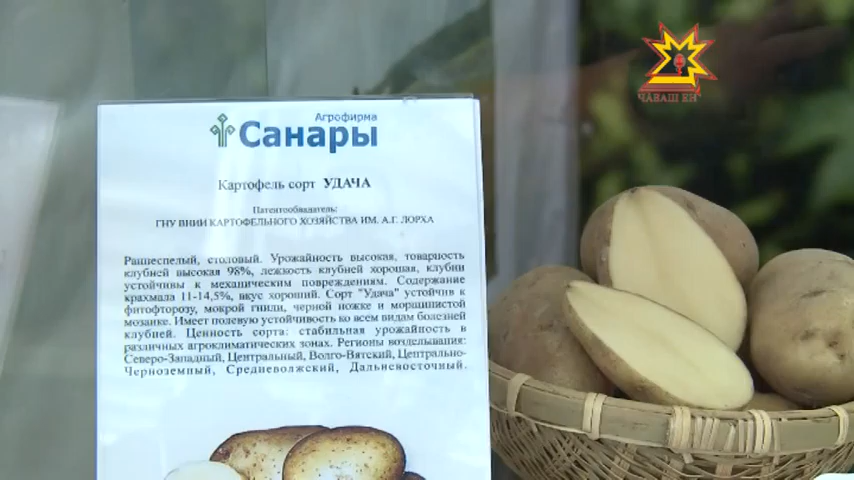 ЧӐВАШ ЕН
Агрофирма
Санары
Картофель сорт УДАЧА
Патентообладатель:
ГНУ ВНИИ КАРТОФЕЛЬНОГО ХОЗЯЙСТВА ИМ. А.Г. ЛОРХА
Раннеспелый, столовый. Урожайность высокая, товарность
клубней высокая 98%, лежкость клубней хорошая, клубни
устойчивы к механическим повреждениям. Содержание
крахмала 11-14,5%, вкус хороший. Сорт "Удача" устойчив к
фитофторозу, мокрой гнили, черной ножке и морщинистой
мозаике. Имеет полевую устойчивость ко всем видам болезней
клубней. Ценность сорта: стабильная урожайность в
различных агроклиматических зонах. Регионы возделывания:
Северо-Западный, Центральный, Волго-Вятский, Центрально-
Черноземный, Средневолжский, Дальневосточный.